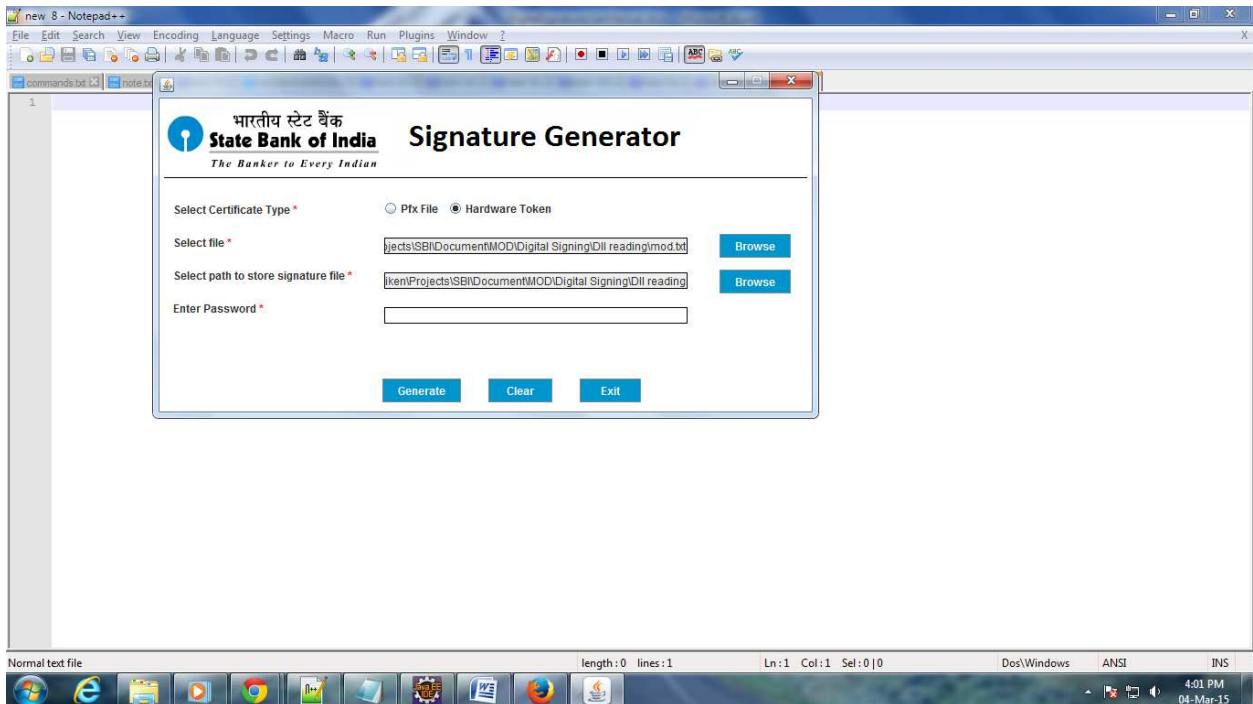 new 8 - Notepad++
File Edit Search View Encoding Language Settings Macro Run Plugins Window ?
X
commands.txt
1
भारतीय स्टेट बैंक
State Bank of India
The Banker to Every Indian
Signature Generator
Select Certificate Type *
Pfx File
Hardware Token
Select file *
ojects\SBI\Document\MOD\Digital Signing\Dll reading\mod.txt
Browse
Select path to store signature file *
iken\Projects\SBI\Document\MOD\Digital Signing\Dll reading
Browse
Enter Password *
Generate
Clear
Exit
Normal text file
length : 0 lines : 1
Ln : 1 Col : 1 Sel : 0 | 0
Dos\Windows
ANSI
INS
4:01 PM
04-Mar-15